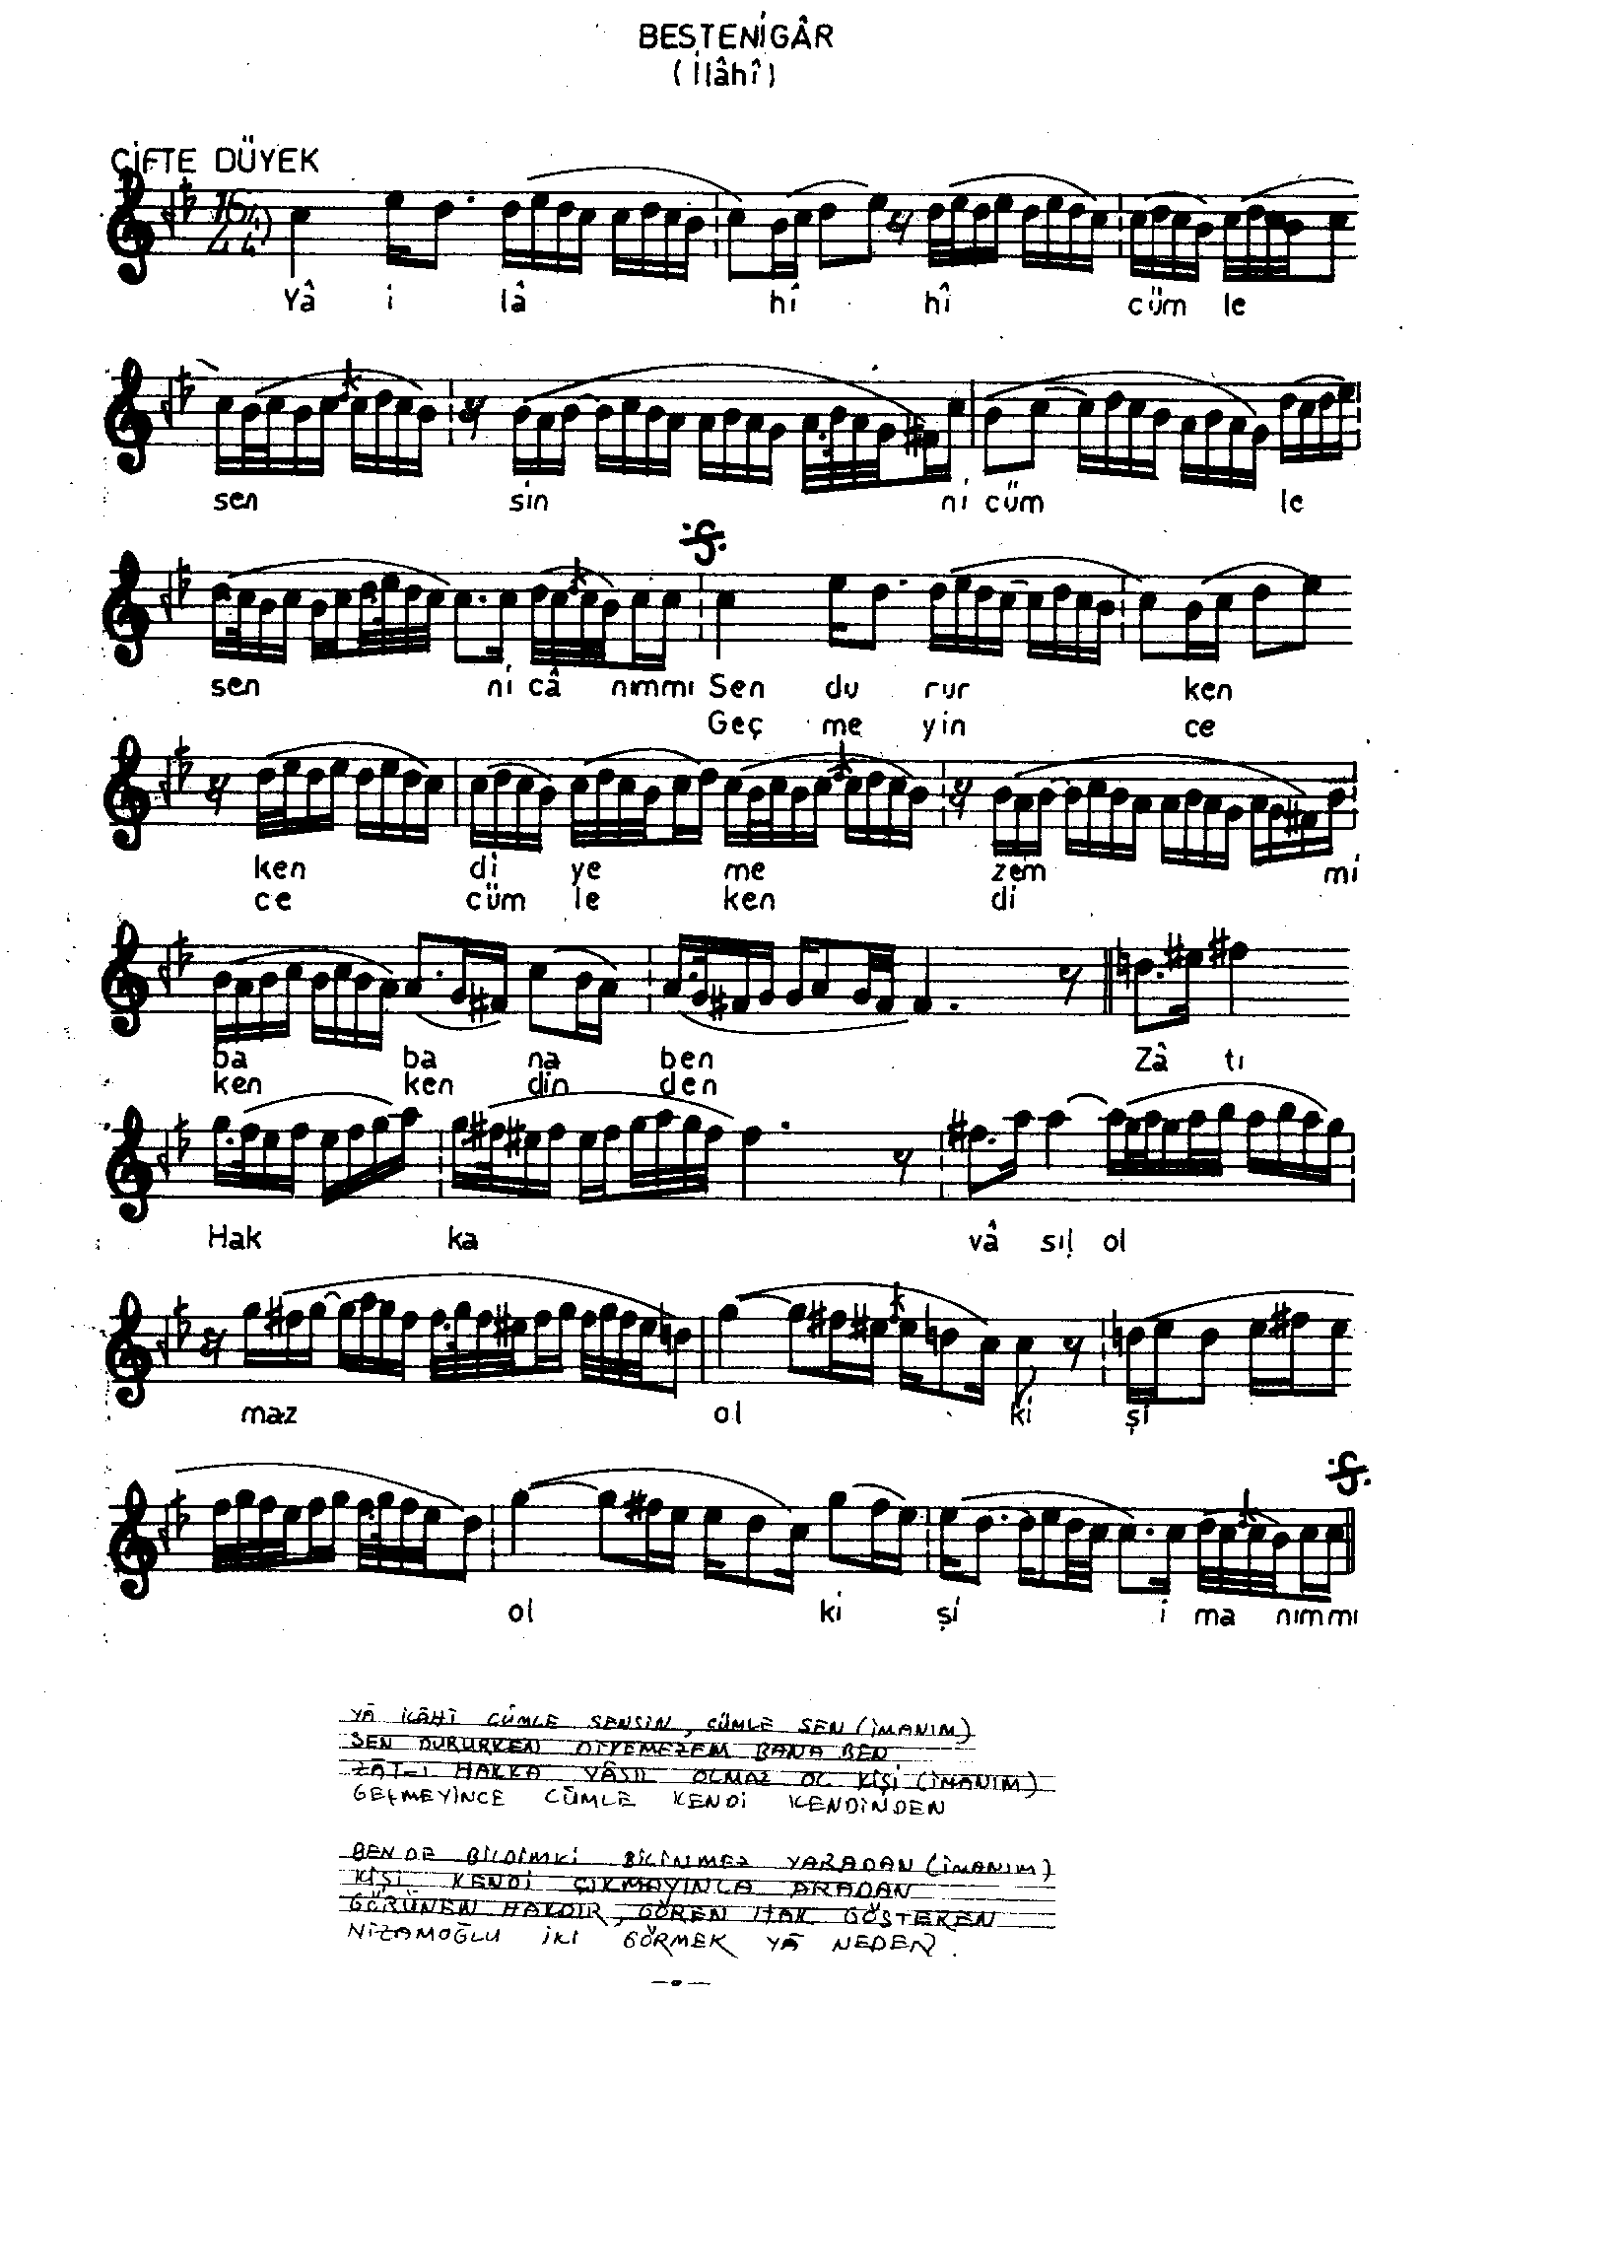 BESTENİGÂR
(İlâhî)
ÇİFTE DÜYEK
Yâ i lâ hî hî cüm le
sen sin ni cüm le
sen ni câ nımmı Sen du rur ken
Geç me yin ce
ken di ye me zem mi
ce cüm le ken di
ba ba na ben Zâ tı
ken ken din den
Hak ka vâ sıl ol
maz ol ki şi
ol ki şi i ma nımmı
YÂ İLÂHÎ CÜMLE SENSİN, CÜMLE SEN (İMANIM)
SEN DURURKEN DİYEMEZEM BANA BEN
ZÂT-I HAKKA VÂSIL OLMAZ OL KİŞİ (İMANIM)
GEÇMEYİNCE CÜMLE KENDİ KENDİNDEN
BEN DE BİLDİMKİ BİLİNMEZ YARADAN (İMANIM)
KİŞİ KENDİ ÇIKMAYINCA ARADAN
GÖRÜNEN HAKDIR, GÖREN HAK GÖSTEREN
NİZAMOĞLU İKİ GÖRMEK YÂ NEDEN.